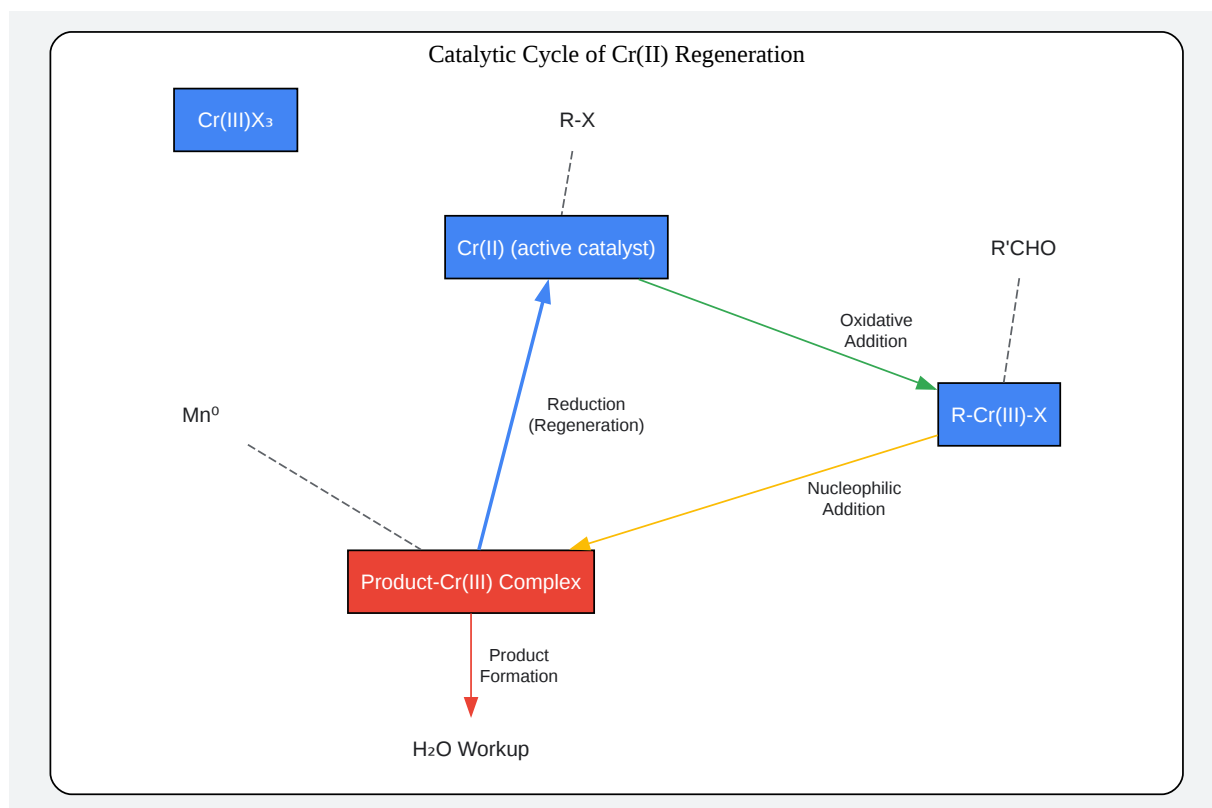 Catalytic Cycle of Cr(II) Regeneration
Cr(III)X₃
R-X
Cr(II) (active catalyst)
R'CHO
Oxidative
Addition
R-Cr(III)-X
Mn⁰
Reduction
(Regeneration)
Nucleophilic
Addition
Product-Cr(III) Complex
Product
Formation
H₂O Workup